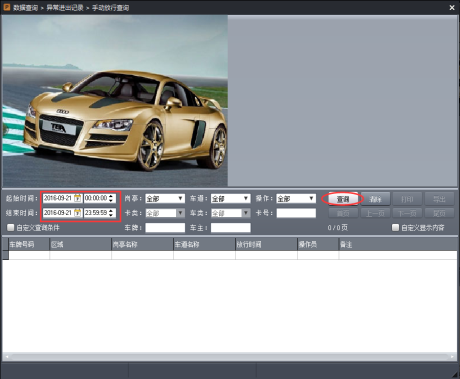 数据查询 > 异常进出记录 > 手动放行查询
起始时间: 2016-09-21 00:00:00 岗亭: 全部 车道: 全部 操作: 全部 查询 清除 打印 导出
结束时间: 2016-09-21 23:59:59 卡类: 全部 车类: 全部 卡号: 首页 上一页 下一页 尾页
自定义查询条件 车牌: 车主: 0 / 0 页 自定义显示内容
车牌号码 区域 岗亭名称 车道名称 放行时间 操作员 备注